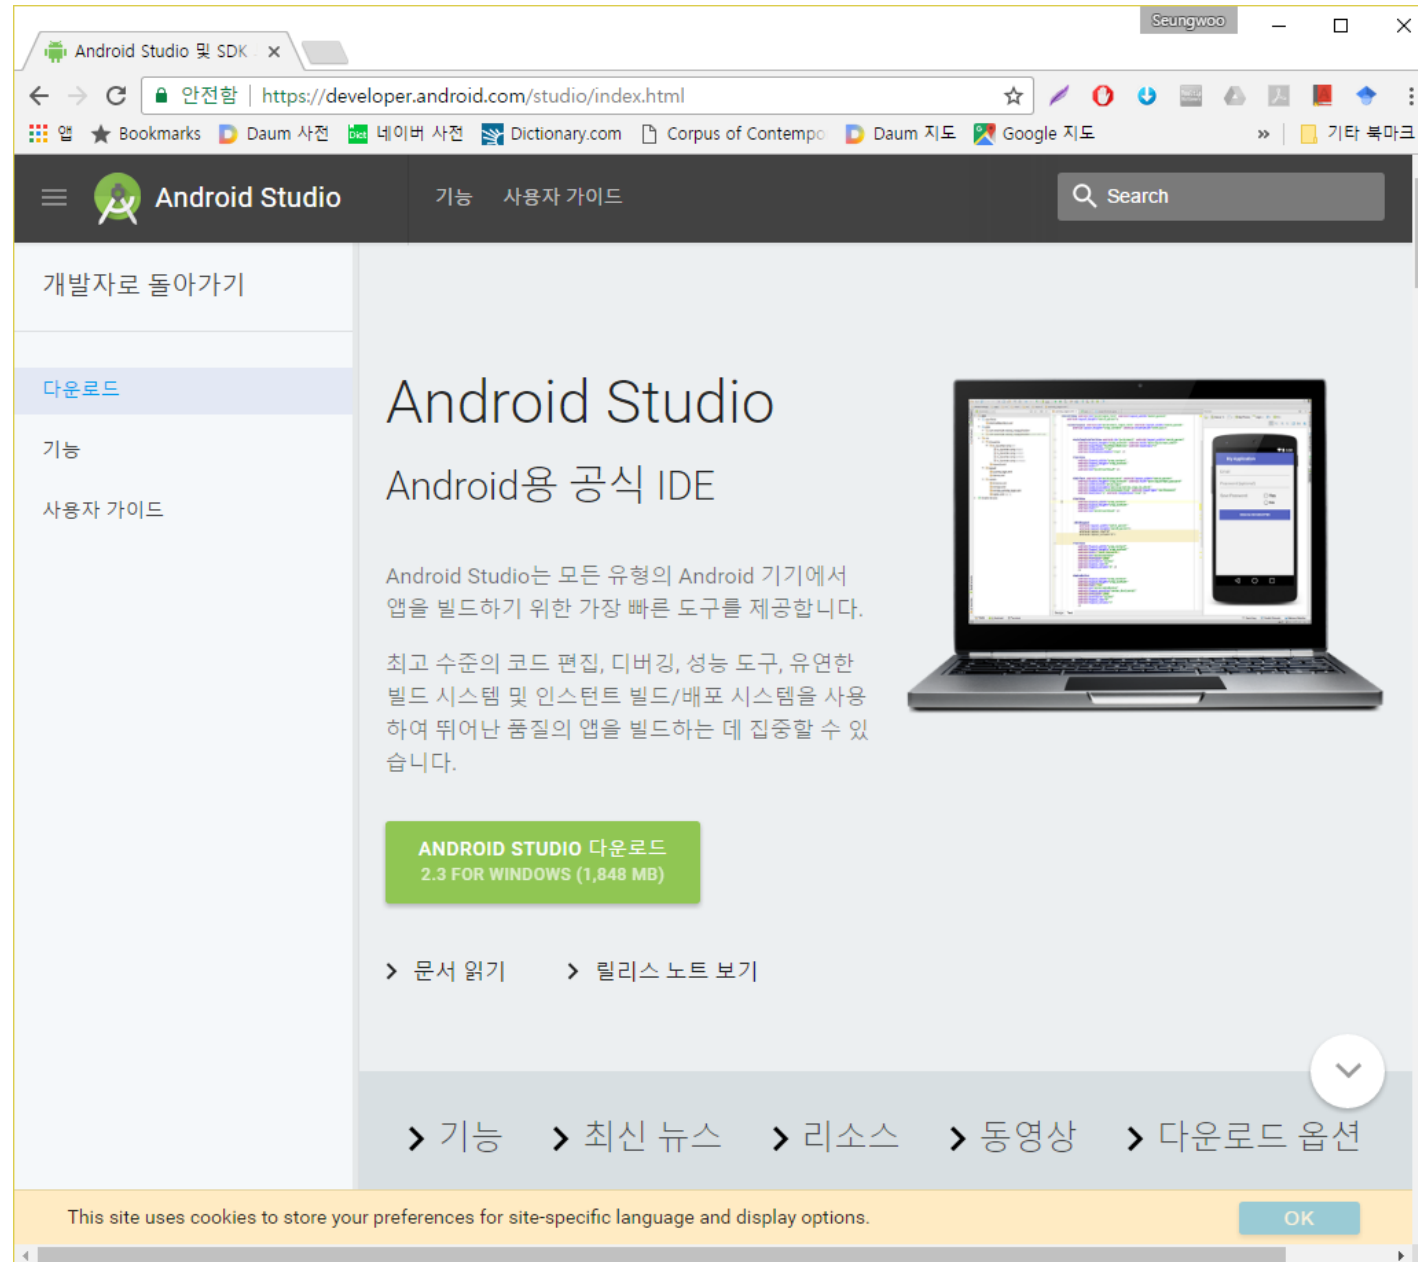 Seungwoo
Android Studio 및 SDK
안전함 | https://developer.android.com/studio/index.html
앱 Bookmarks Daum 사전 네이버 사전 Dictionary.com Corpus of Contempo Daum 지도 Google 지도 » 기타 북마크
Android Studio 기능 사용자 가이드 Search
개발자로 돌아가기
다운로드
기능
사용자 가이드
Android Studio
Android용 공식 IDE
Android Studio는 모든 유형의 Android 기기에서
앱을 빌드하기 위한 가장 빠른 도구를 제공합니다.
최고 수준의 코드 편집, 디버깅, 성능 도구, 유연한
빌드 시스템 및 인스턴트 빌드/배포 시스템을 사용
하여 뛰어난 품질의 앱을 빌드하는 데 집중할 수 있
습니다.
ANDROID STUDIO 다운로드
2.3 FOR WINDOWS (1,848 MB)
문서 읽기 릴리스 노트 보기
기능 최신 뉴스 리소스 동영상 다운로드 옵션
This site uses cookies to store your preferences for site-specific language and display options. OK